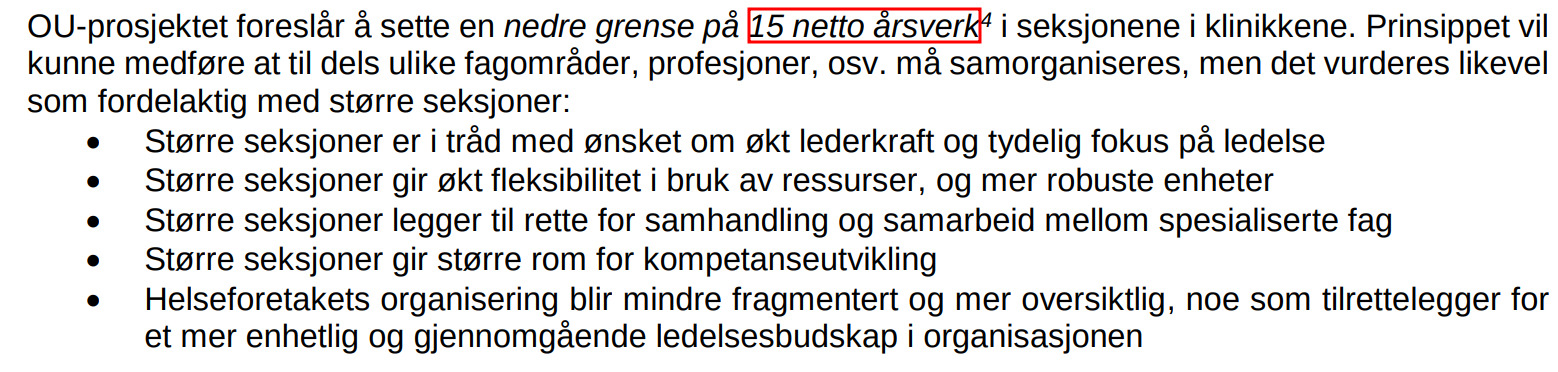 OU-prosjektet foreslår å sette en nedre grense på 15 netto årsverk⁴ i seksjonene i klinikkene. Prinsippet vil
kunne medføre at til dels ulike fagområder, profesjoner, osv. må samorganiseres, men det vurderes likevel
som fordelaktig med større seksjoner:
• Større seksjoner er i tråd med ønsket om økt lederkraft og tydelig fokus på ledelse
• Større seksjoner gir økt fleksibilitet i bruk av ressurser, og mer robuste enheter
• Større seksjoner legger til rette for samhandling og samarbeid mellom spesialiserte fag
• Større seksjoner gir større rom for kompetanseutvikling
• Helseforetakets organisering blir mindre fragmentert og mer oversiktlig, noe som tilrettelegger for
et mer enhetlig og gjennomgående ledelsesbudskap i organisasjonen